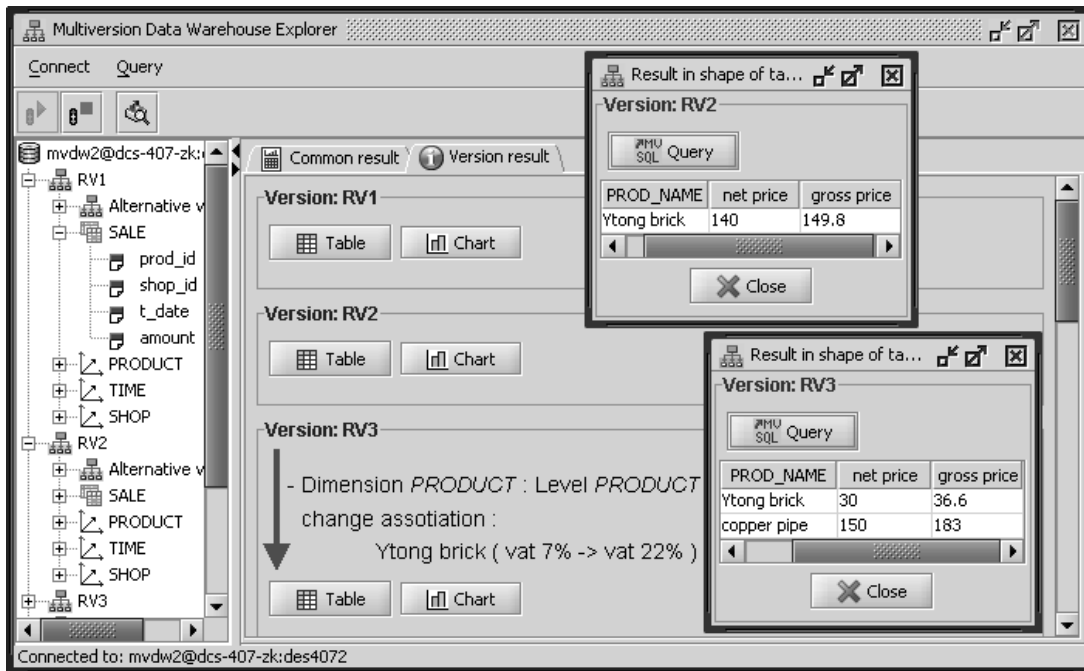 Multiversion Data Warehouse Explorer
Connect Query
mvdw2@dcs-407-zk:
RV1
Alternative v
SALE
prod_id
shop_id
t_date
amount
PRODUCT
TIME
SHOP
RV2
Alternative v
SALE
PRODUCT
TIME
SHOP
RV3
Common result Version result
Version: RV1
Table Chart
Version: RV2
Table Chart
Version: RV3
- Dimension PRODUCT : Level PRODUCT
change assotiation :
Ytong brick ( vat 7% -> vat 22% )
Table Chart
Result in shape of ta...
Version: RV2
MV SQL Query
PROD_NAME net price gross price
Ytong brick 140 149.8
Close
Result in shape of ta...
Version: RV3
MV SQL Query
PROD_NAME net price gross price
Ytong brick 30 36.6
copper pipe 150 183
Close
Connected to: mvdw2@dcs-407-zk:des4072